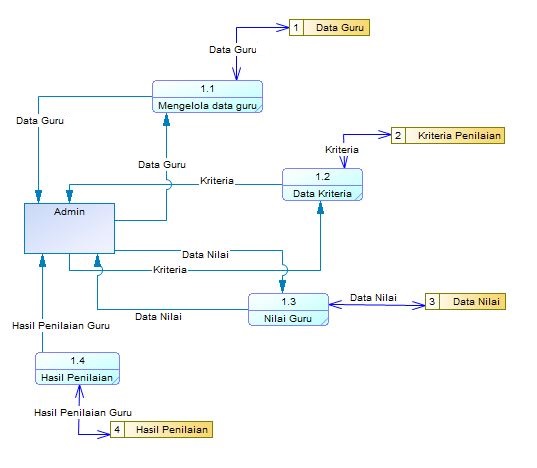 1 Data Guru
Data Guru
1.1
Mengelola data guru
Data Guru
2 Kriteria Penilaian
Kriteria
Data Guru
1.2
Kriteria
Data Kriteria
Admin
Data Nilai
Kriteria
1.3
Data Nilai
3 Data Nilai
Data Nilai
Nilai Guru
Hasil Penilaian Guru
1.4
Hasil Penilaian
Hasil Penilaian Guru
4 Hasil Penilaian